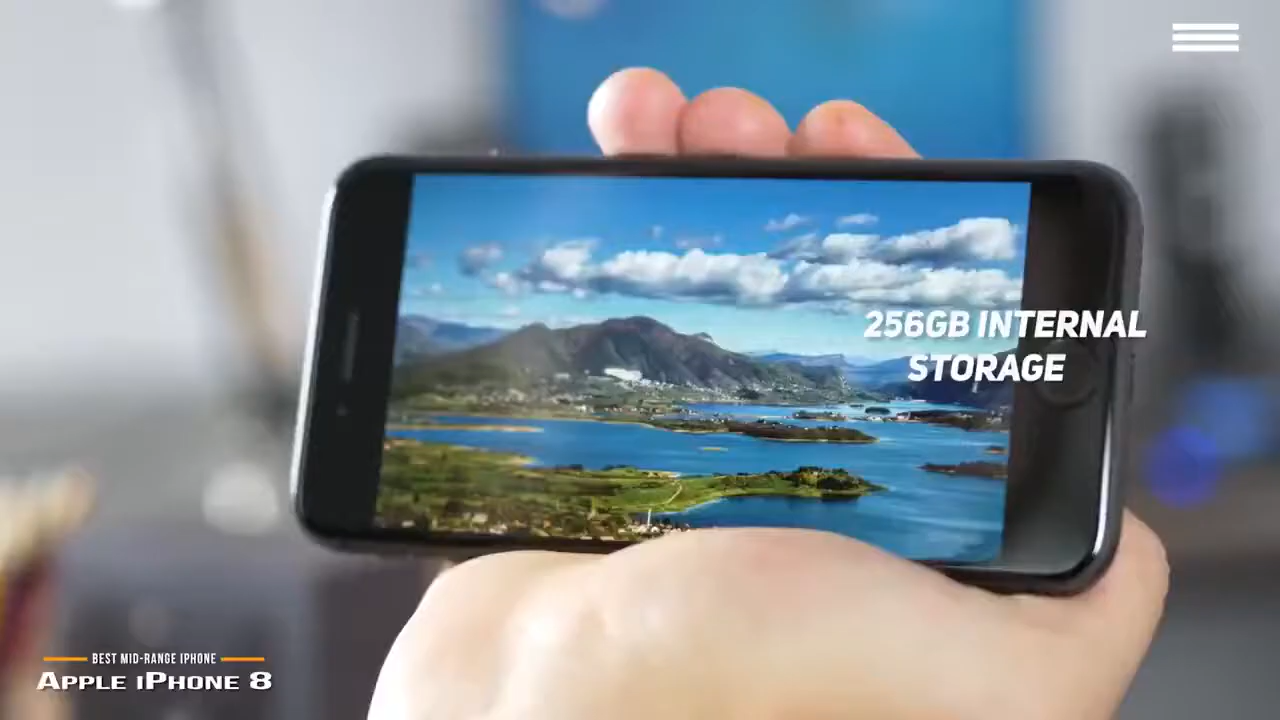 256GB INTERNAL
STORAGE
BEST MID-RANGE IPHONE
APPLE IPHONE 8